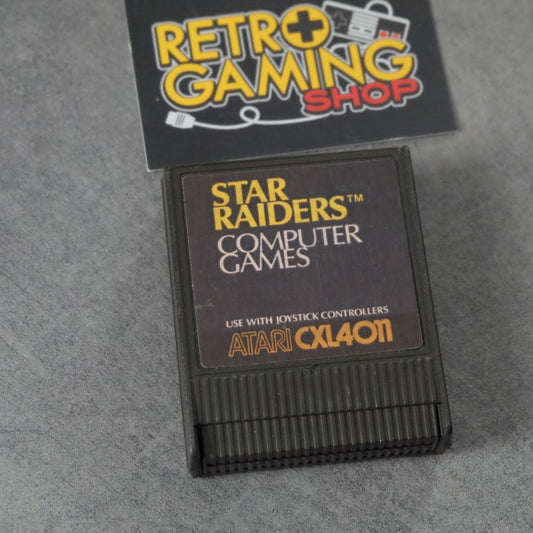 RETRO
GAMING
SHOP
STAR
RAIDERS™
COMPUTER
GAMES
USE WITH JOYSTICK CONTROLLERS
ATARI CXL4011